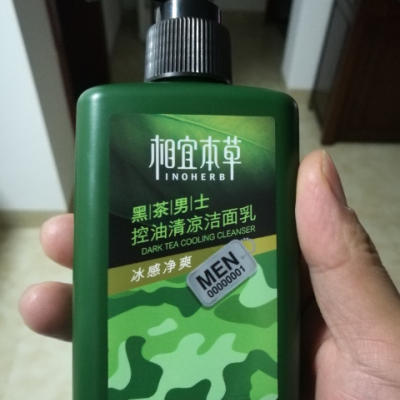 相宜本草
INOHERB
黑|茶|男|士
控油清凉洁面乳
DARK TEA COOLING CLEANSER
冰感净爽
MEN
00000001